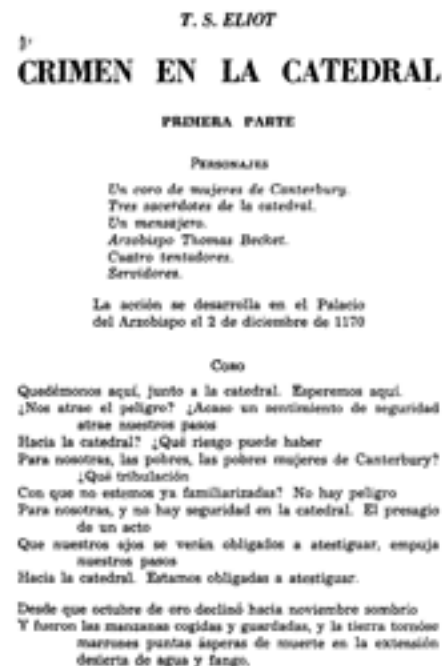 T. S. ELIOT
CRIMEN EN LA CATEDRAL
PRIMERA PARTE
PERSONAJES
Un coro de mujeres de Canterbury.
Tres sacerdotes de la catedral.
Un mensajero.
Arzobispo Thomas Becket.
Cuatro tentadores.
Servidores.
La acción se desarrolla en el Palacio
del Arzobispo el 2 de diciembre de 1170
CORO
Quedémonos aquí, junto a la catedral. Esperemos aquí.
¿Nos atrae el peligro? ¿Acaso un sentimiento de seguridad
atrae nuestros pasos
Hacia la catedral? ¿Qué riesgo puede haber
Para nosotras, las pobres, las pobres mujeres de Canterbury?
¿Qué tribulación
Con que no estemos ya familiarizadas? No hay peligro
Para nosotras, y no hay seguridad en la catedral. El presagio
de un acto
Que nuestros ojos se verán obligados a atestiguar, empuja
nuestros pasos
Hacia la catedral. Estamos obligadas a atestiguar.
Desde que octubre de oro declinó hacia noviembre sombrío
Y fueron las manzanas cogidas y guardadas, y la tierra tornóse
marrones puntas ásperas de muerte en la extensión
desierta de agua y fango.